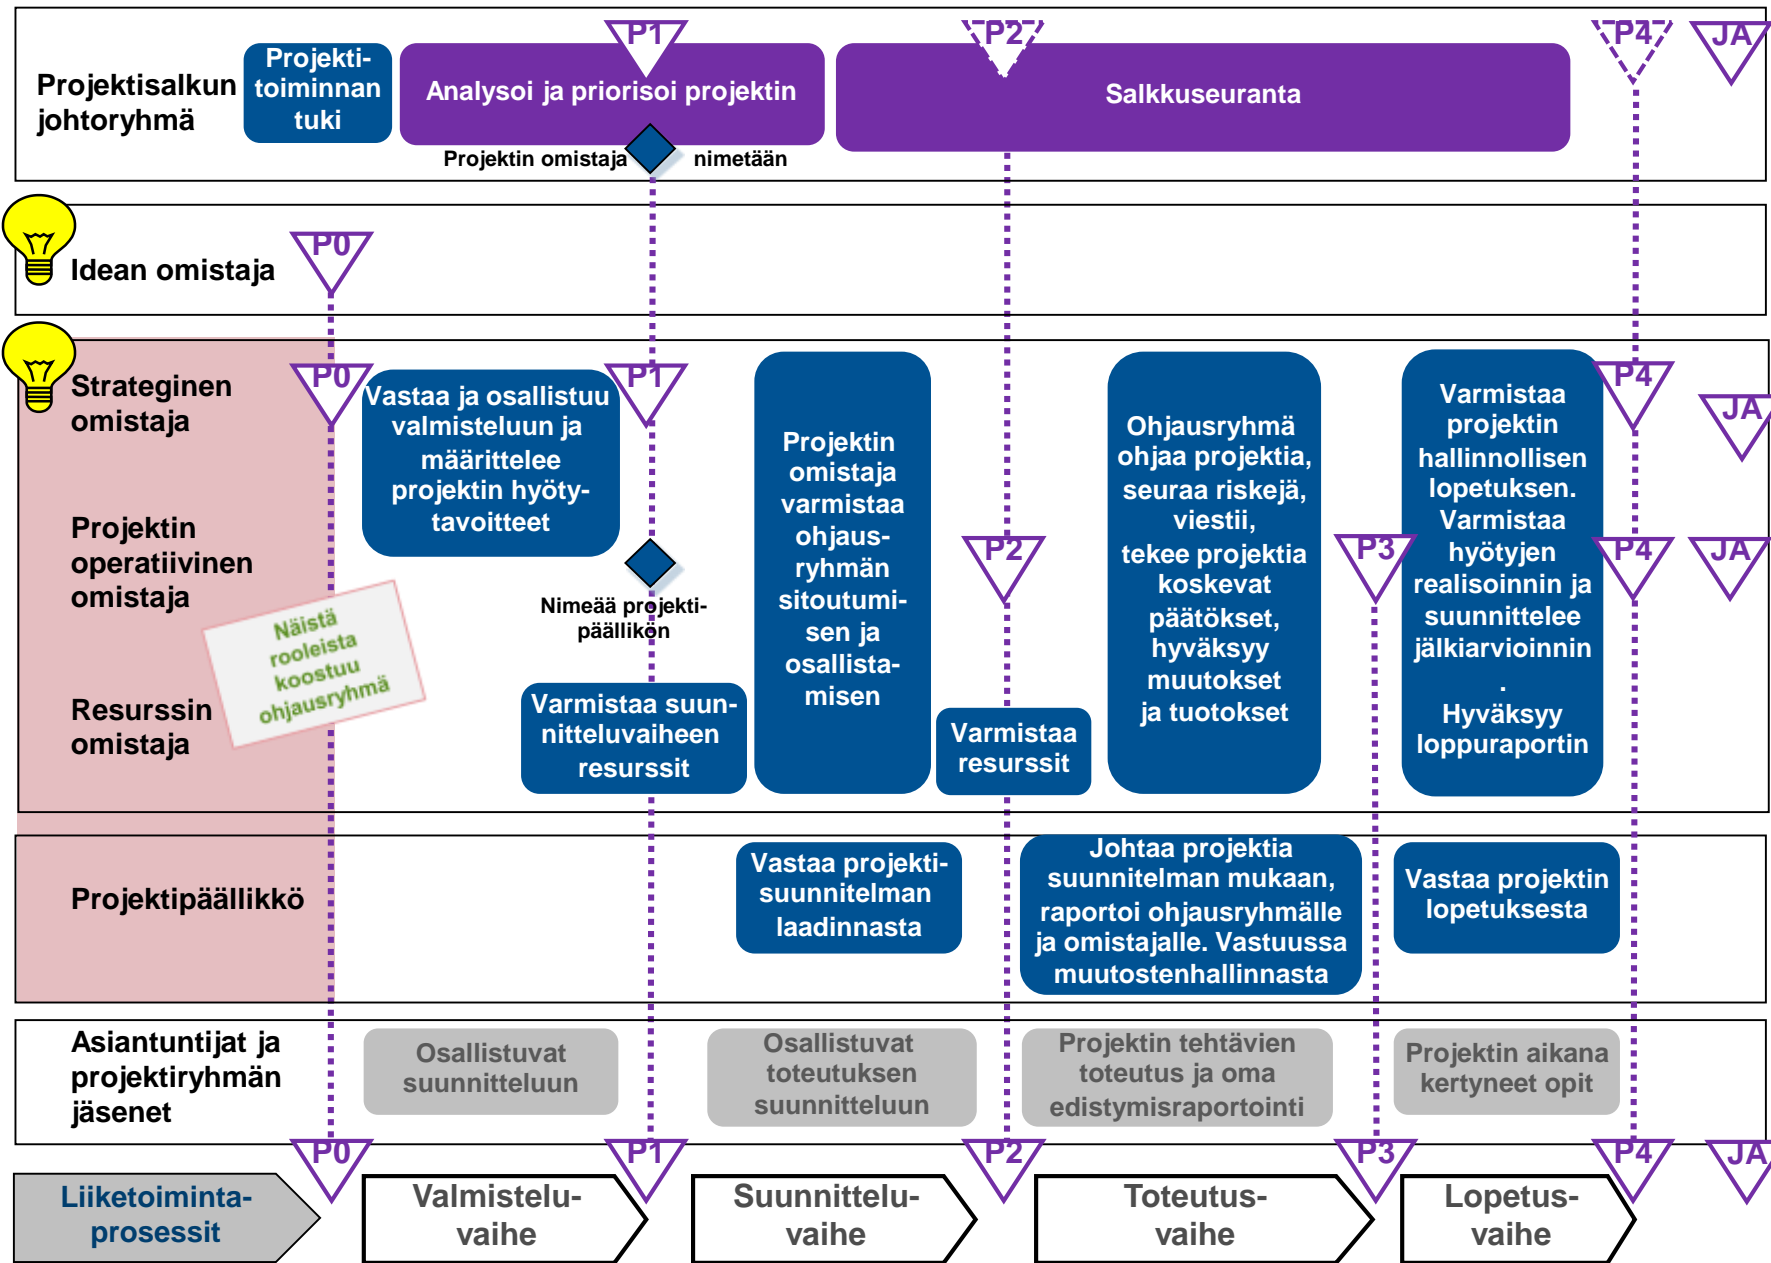 Projektisalkun
johtoryhmä
Projekti-
toiminnan
tuki
P1
Analysoi ja priorisoi projektin
Projektin omistaja
nimetään
P2
Salkkuseuranta
P4
JA
Idean omistaja
P0
Strateginen
omistaja
Projektin
operatiivinen
omistaja
Resurssin
omistaja
Näistä
rooleista
koostuu
ohjausryhmä
P0
Vastaa ja osallistuu
valmisteluun ja
määrittelee
projektin hyöty-
tavoitteet
P1
Nimeää projekti-
päällikön
Varmistaa suun-
nitteluvaiheen
resurssit
Projektin
omistaja
varmistaa
ohjaus-
ryhmän
sitoutumi-
sen ja
osallista-
misen
P2
Varmistaa
resurssit
Ohjausryhmä
ohjaa projektia,
seuraa riskejä,
viestii,
tekee projektia
koskevat
päätökset,
hyväksyy
muutokset
ja tuotokset
P3
Varmistaa
projektin
hallinnollisen
lopetuksen.
Varmistaa
hyötyjen
realisoinnin ja
suunnittelee
jälkiarvioinnin
.
Hyväksyy
loppuraportin
P4
JA
P4
JA
Projektipäällikkö
Vastaa projekti-
suunnitelman
laadinnasta
Johtaa projektia
suunnitelman mukaan,
raportoi ohjausryhmälle
ja omistajalle. Vastuussa
muutostenhallinnasta
Vastaa projektin
lopetuksesta
Asiantuntijat ja
projektiryhmän
jäsenet
Osallistuvat
suunnitteluun
Osallistuvat
toteutuksen
suunnitteluun
Projektin tehtävien
toteutus ja oma
edistymisraportointi
Projektin aikana
kertyneet opit
P0
P1
P2
P3
P4
JA
Liiketoiminta-
prosessit
Valmistelu-
vaihe
Suunnittelu-
vaihe
Toteutus-
vaihe
Lopetus-
vaihe